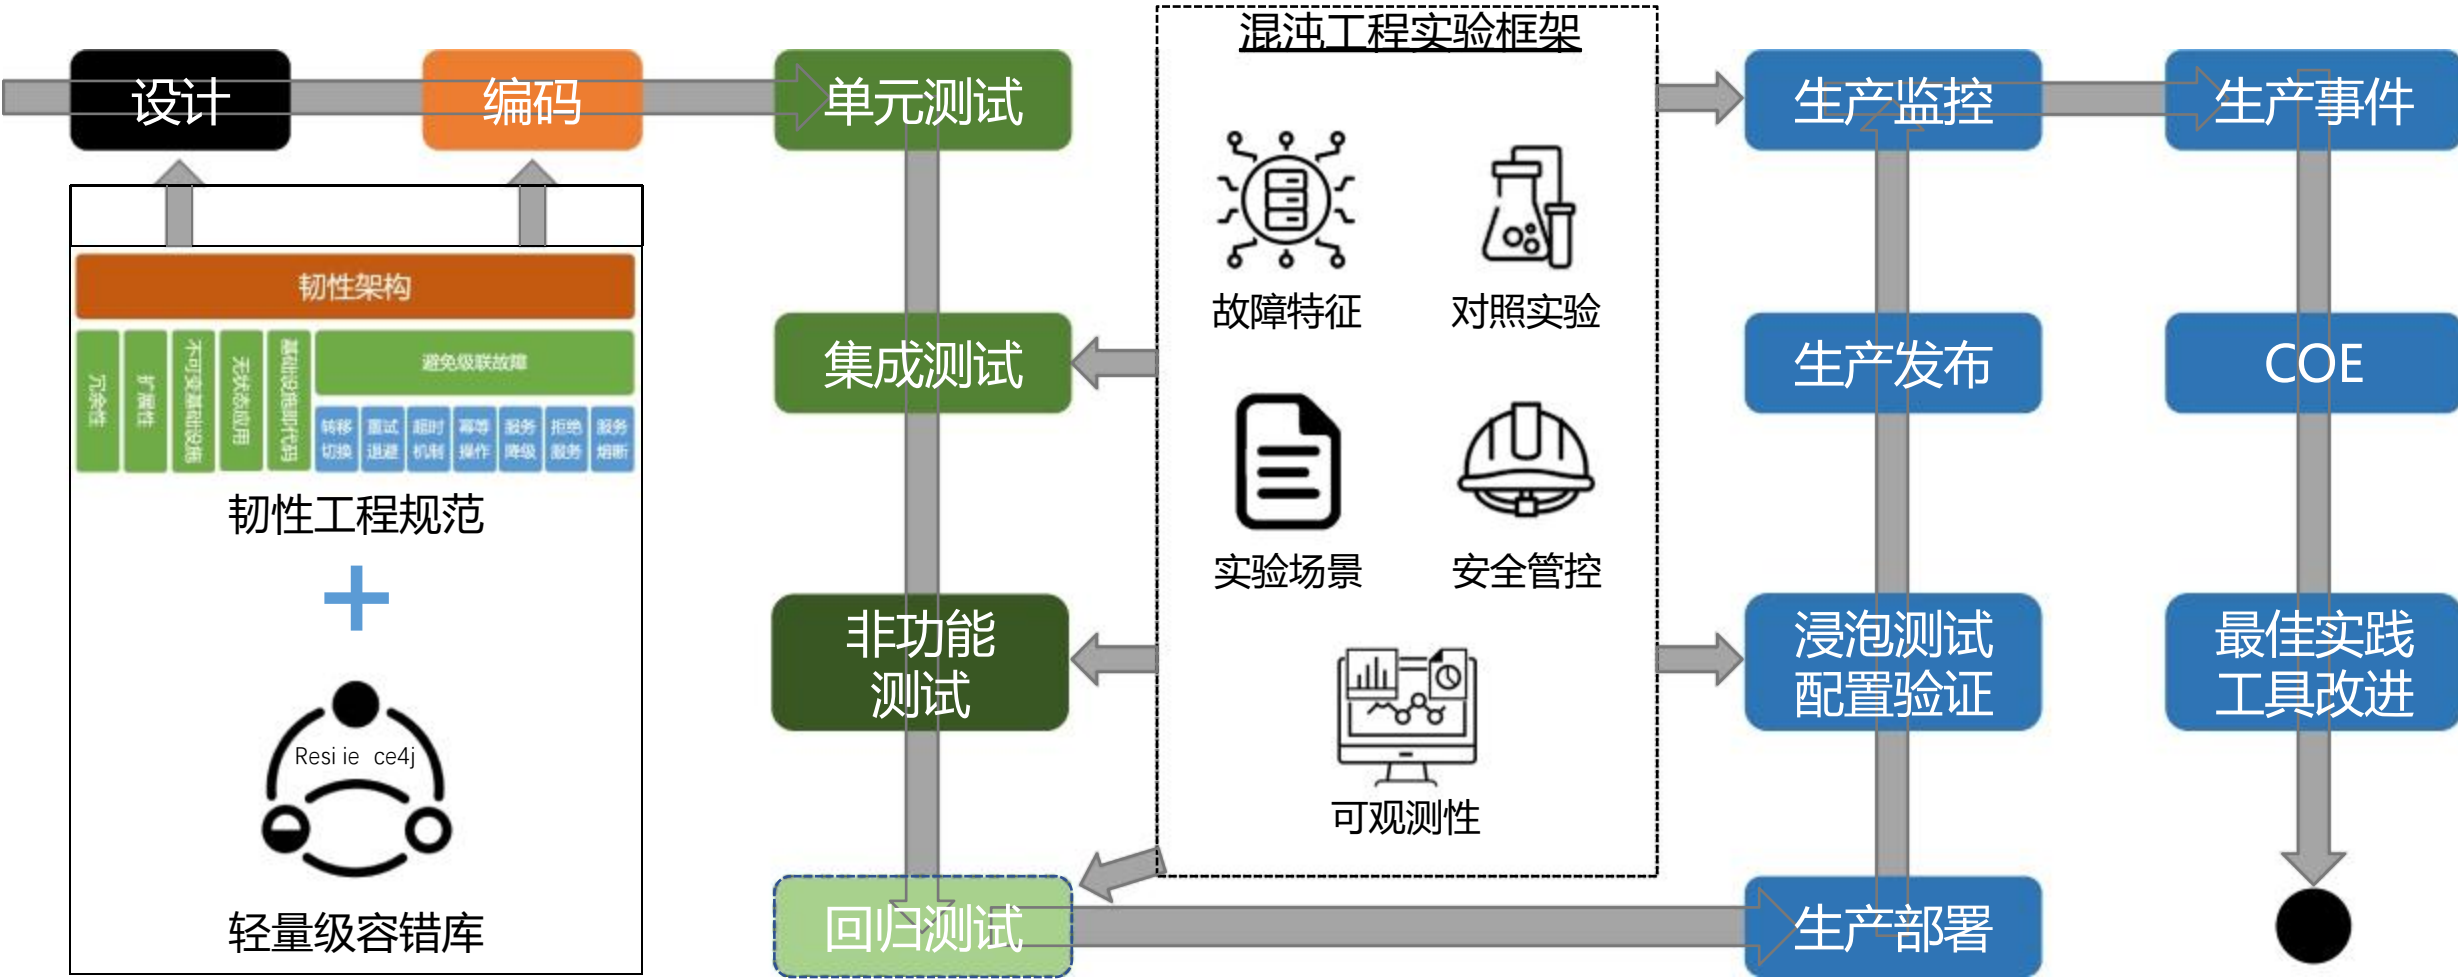 设计
编码
单元测试
混沌工程实验框架
生产监控
生产事件
韧性架构
冗余性
扩展性
不可变基础设施
无状态应用
基础设施即代码
避免级联故障
转移
切换
重试
退避
超时
机制
幂等
操作
服务
降级
拒绝
服务
服务
熔断
韧性工程规范
+
Resi ie ce4j
轻量级容错库
集成测试
非功能
测试
回归测试
故障特征
对照实验
实验场景
安全管控
可观测性
生产发布
浸泡测试
配置验证
生产部署
COE
最佳实践
工具改进